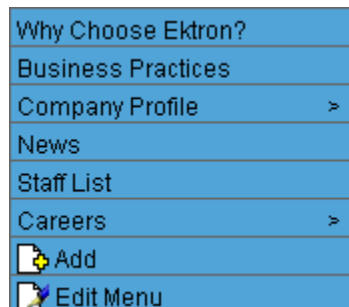 Why Choose Ektron?
Business Practices
Company Profile >
News
Staff List
Careers >
Add
Edit Menu